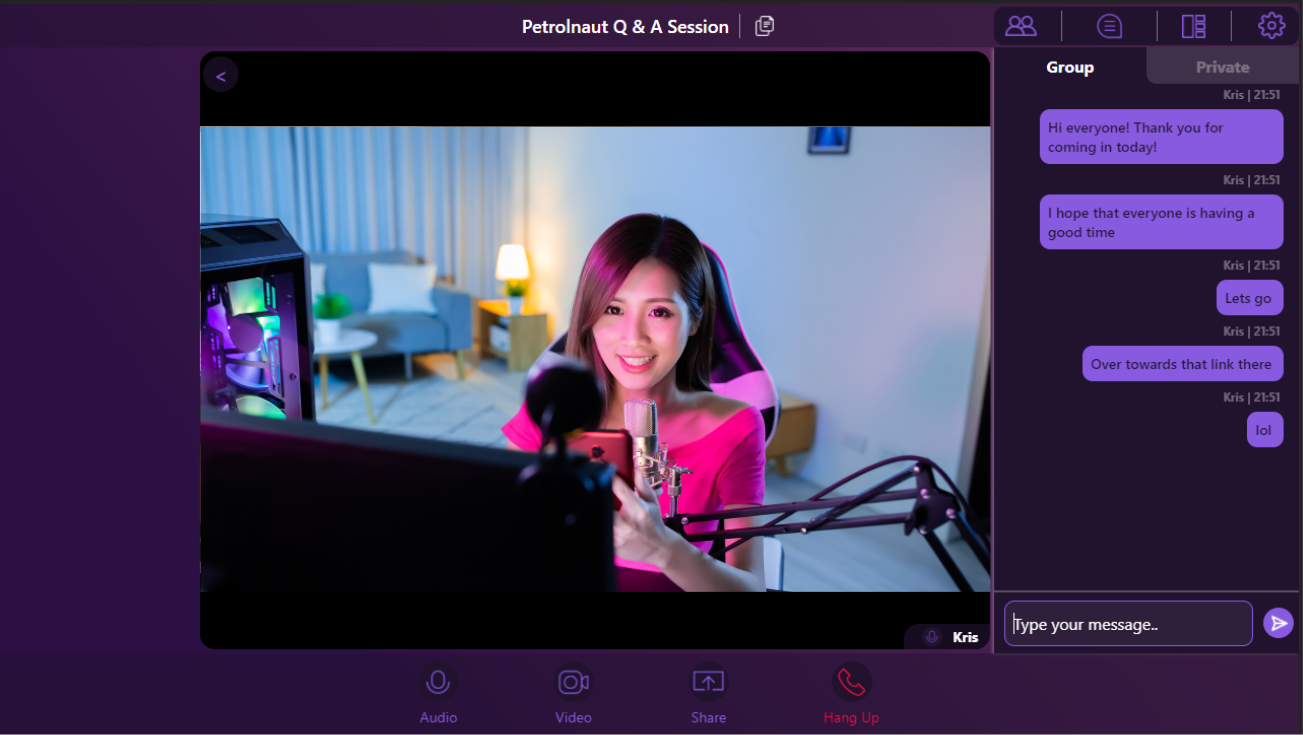 Petrolnaut Q & A Session
Group
Private
Kris | 21:51
Hi everyone! Thank you for
coming in today!
Kris | 21:51
I hope that everyone is having a
good time
Kris | 21:51
Lets go
Kris | 21:51
Over towards that link there
Kris | 21:51
lol
<
Kris
Type your message..
Audio
Video
Share
Hang Up